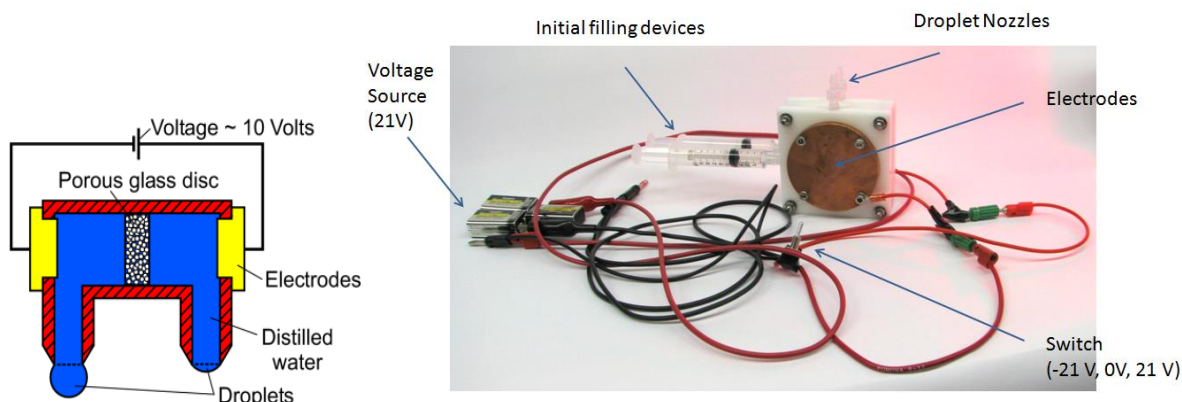 Voltage ~ 10 Volts
Porous glass disc
Electrodes
Distilled
water
Droplets
Initial filling devices
Droplet Nozzles
Voltage
Source
(21V)
Electrodes
Switch
(-21 V, 0V, 21 V)